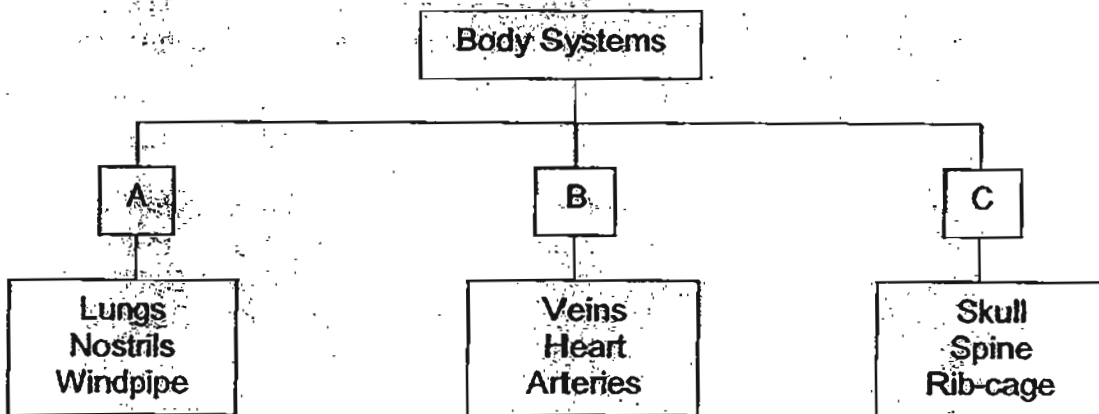 Body Systems
A
B
C
Lungs
Nostrils
Windpipe
Veins
Heart
Arteries
Skull
Spine
Rib-cage